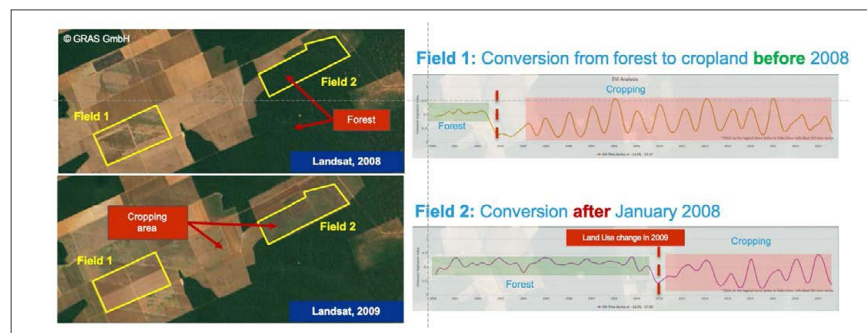 © GRAS GmbH
Field 2
Field 1
Forest
Landsat, 2008
Cropping
area
Field 2
Field 1
Landsat, 2009
Field 1: Conversion from forest to cropland before 2008
EVI Analysis
Cropping
Forest
Field 2: Conversion after January 2008
Land Use change in 2009
Cropping
Forest